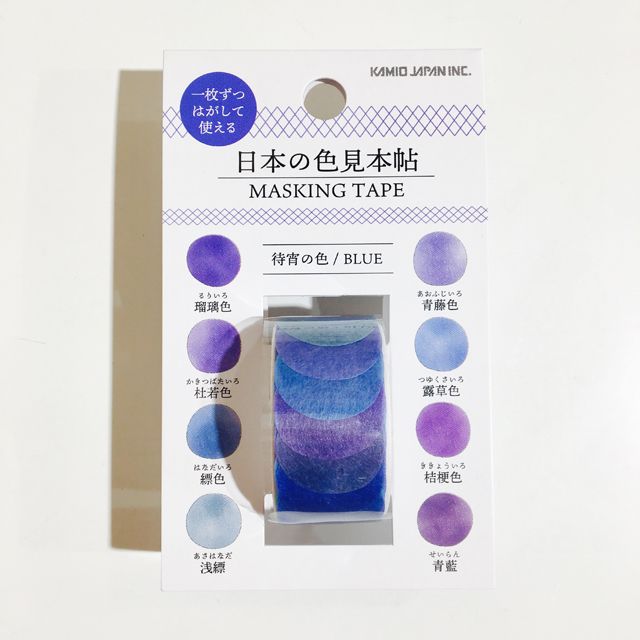 KAMIO JAPAN INC.
一枚ずつ
はがして
使える
日本の色見本帖
MASKING TAPE
待宵の色 / BLUE
るりいろ
瑠璃色
かきつばたいろ
杜若色
はなだいろ
縹色
あさはなだ
浅縹
あおふじいろ
青藤色
つゆくさいろ
露草色
ききょういろ
桔梗色
せいらん
青藍